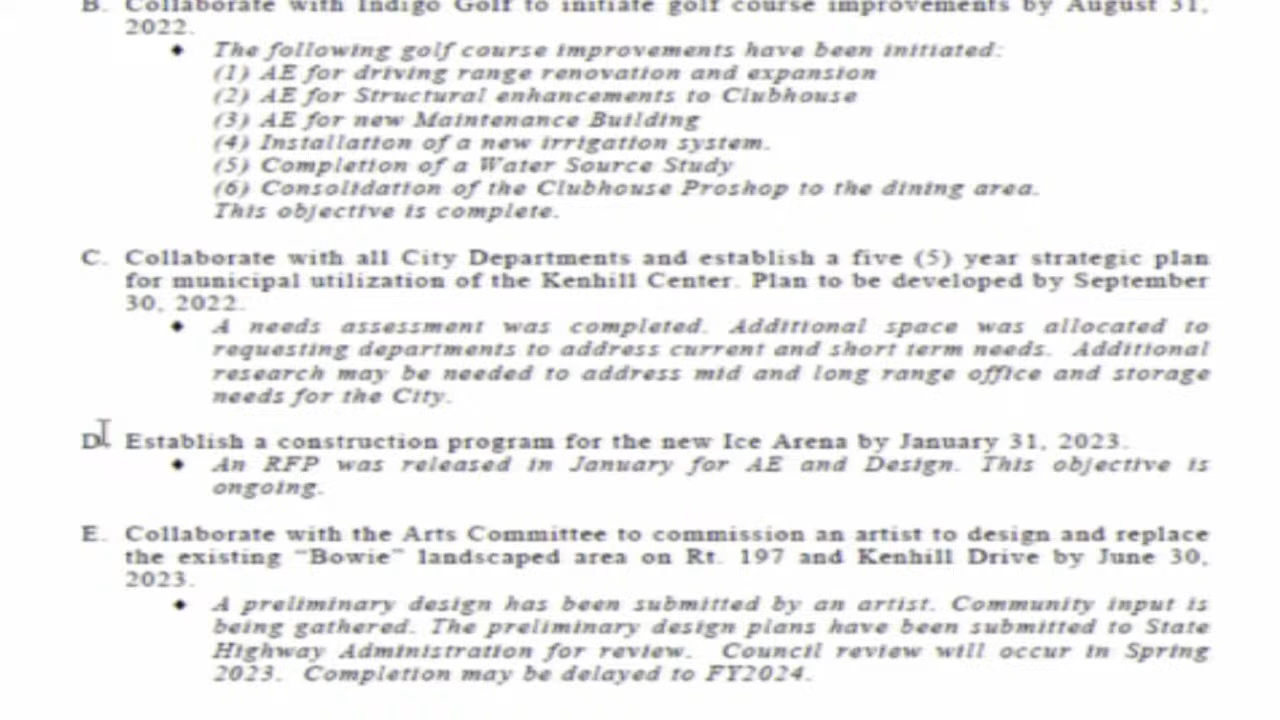 B. Collaborate with Indigo Golf to initiate golf course improvements by August 31,
2022.
◆ The following golf course improvements have been initiated:
(1) AE for driving range renovation and expansion
(2) AE for Structural enhancements to Clubhouse
(3) AE for new Maintenance Building
(4) Installation of a new irrigation system.
(5) Completion of a Water Source Study
(6) Consolidation of the Clubhouse Proshop to the dining area.
This objective is complete.
C. Collaborate with all City Departments and establish a five (5) year strategic plan
for municipal utilization of the Kenhill Center. Plan to be developed by September
30, 2022.
◆ A needs assessment was completed. Additional space was allocated to
requesting departments to address current and short term needs. Additional
research may be needed to address mid and long range office and storage
needs for the City.
D. Establish a construction program for the new Ice Arena by January 31, 2023.
◆ An RFP was released in January for AE and Design. This objective is
ongoing.
E. Collaborate with the Arts Committee to commission an artist to design and replace
the existing "Bowie" landscaped area on Rt. 197 and Kenhill Drive by June 30,
2023.
◆ A preliminary design has been submitted by an artist. Community input is
being gathered. The preliminary design plans have been submitted to State
Highway Administration for review. Council review will occur in Spring
2023. Completion may be delayed to FY2024.